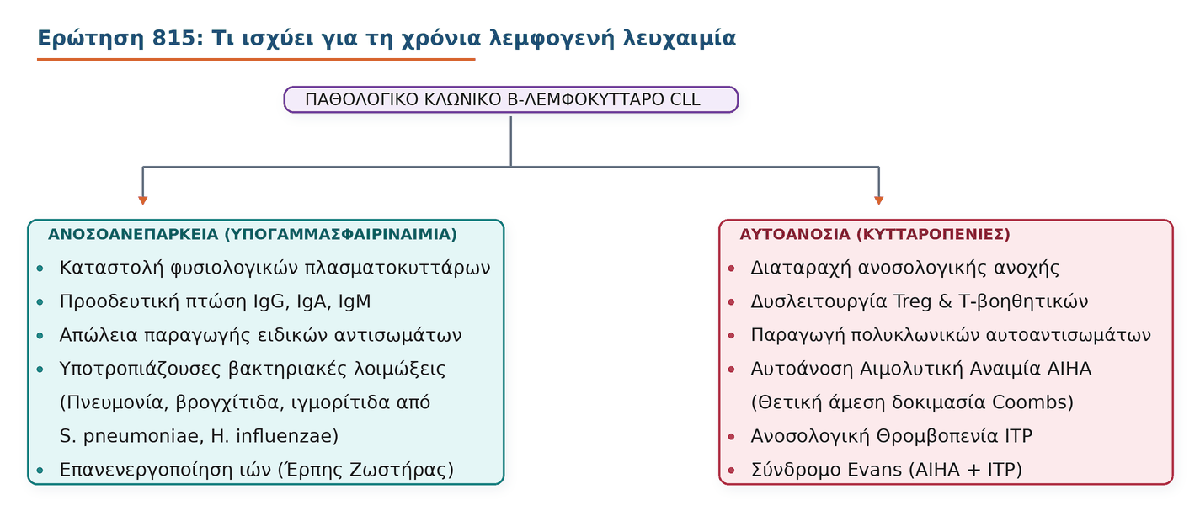 Ερώτηση 815: Τι ισχύει για τη χρόνια λεμφογενή λευχαιμία
ΠΑΘΟΛΟΓΙΚΟ ΚΛΩΝΙΚΟ Β-ΛΕΜΦΟΚΥΤΤΑΡΟ CLL
ΑΝΟΣΟΑΝΕΠΑΡΚΕΙΑ (ΥΠΟΓΑΜΜΑΣΦΑΙΡΙΝΑΙΜΙΑ)
• Καταστολή φυσιολογικών πλασματοκυττάρων
• Προοδευτική πτώση IgG, IgA, IgM
• Απώλεια παραγωγής ειδικών αντισωμάτων
• Υποτροπιάζουσες βακτηριακές λοιμώξεις
(Πνευμονία, βρογχίτιδα, ιγμορίτιδα από
S. pneumoniae, H. influenzae)
• Επανενεργοποίηση ιών (Έρπης Ζωστήρας)
ΑΥΤΟΑΝΟΣΙΑ (ΚΥΤΤΑΡΟΠΕΝΙΕΣ)
• Διαταραχή ανοσολογικής ανοχής
• Δυσλειτουργία Treg & T-βοηθητικών
• Παραγωγή πολυκλωνικών αυτοαντισωμάτων
• Αυτοάνοση Αιμολυτική Αναιμία AIHA
(Θετική άμεση δοκιμασία Coombs)
• Ανοσολογική Θρομβοπενία ITP
• Σύνδρομο Evans (AIHA + ITP)